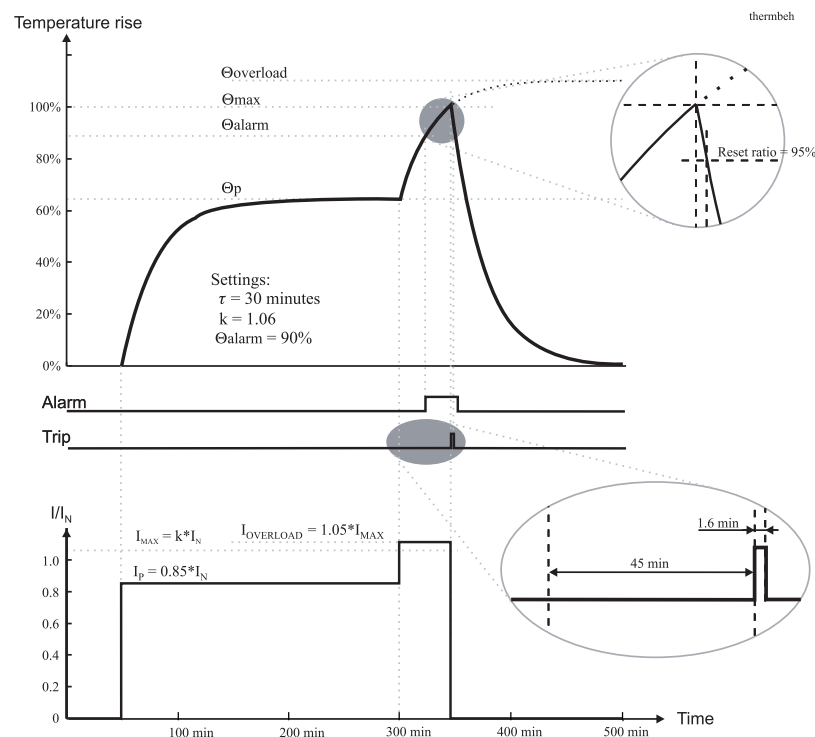 thermbeh
Temperature rise
Θoverload
Θmax
100%
Θalarm
80%
Reset ratio = 95%
Θp
60%
40%
Settings:
τ = 30 minutes
k = 1.06
Θalarm = 90%
20%
0%
Alarm
Trip
I/IN
IMAX = k*IN
IOVERLOAD = 1.05*IMAX
1.6 min
1.0
IP = 0.85*IN
45 min
0.8
0.6
0.4
0.2
0
Time
100 min
200 min
300 min
400 min
500 min